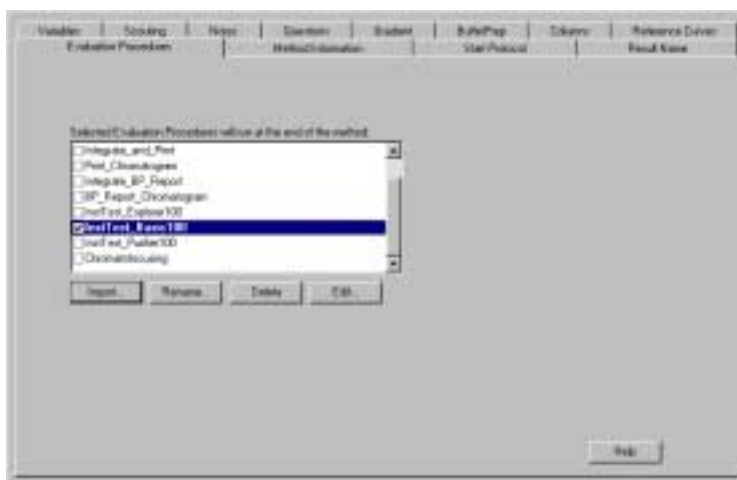 Variables Scouting Notes Questions Gradient BufferPrep Columns Reference Curves
Evaluation Procedures Method Information Start Protocol Result Name
Selected Evaluation Procedures will run at the end of the method:
Integrate_and_Print
Print_Chromatogram
Integrate_BP_Report
BP_Report_Chromatogram
InstTest_Explorer100
InstTest_Basic100
InstTest_Purifier100
Chromatofocusing
Import... Rename... Delete Edit...
Help